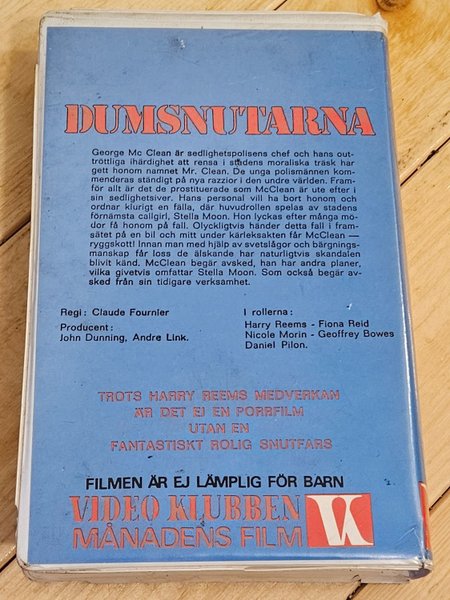 DUMSNUTARNA
George Mc Clean är sedlighetspolisens chef och hans out-
tröttliga ihärdighet att rensa i stadens moraliska träsk har
gett honom namnet Mr. Clean. De unga polismännen kom-
menderas ständigt på nya razzior i den undre världen. Fram-
för allt är det de prostituerade som McClean är ute efter i
sin sedlighetsiver. Hans personal vill ha bort honom och
ordnar klurigt en fälla, där huvudrollen spelas av stadens
förnämsta callgirl, Stella Moon. Hon lyckas efter många mö-
dor få honom på fall. Olyckligtvis händer detta fall i fram-
sätet på en bil och mitt under kärleksakten får McClean —
ryggskott! Innan man med hjälp av svetslågor och bärgnings-
manskap får loss de älskande har naturligtvis skandalen
blivit känd. McClean begär avsked, han har andra planer,
vilka givetvis omfattar Stella Moon. Som också begär av-
sked från sin tidigare verksamhet.
Regi: Claude Fournier
Producent:
John Dunning, Andre Link.
I rollerna:
Harry Reems - Fiona Reid
Nicole Morin - Geoffrey Bowes
Daniel Pilon.
TROTS HARRY REEMS MEDVERKAN
ÄR DET EJ EN PORRFILM
UTAN EN
FANTASTISKT ROLIG SNUTFARS
FILMEN ÄR EJ LÄMPLIG FÖR BARN
VIDEO KLUBBEN
MÅNADENS FILM
VK